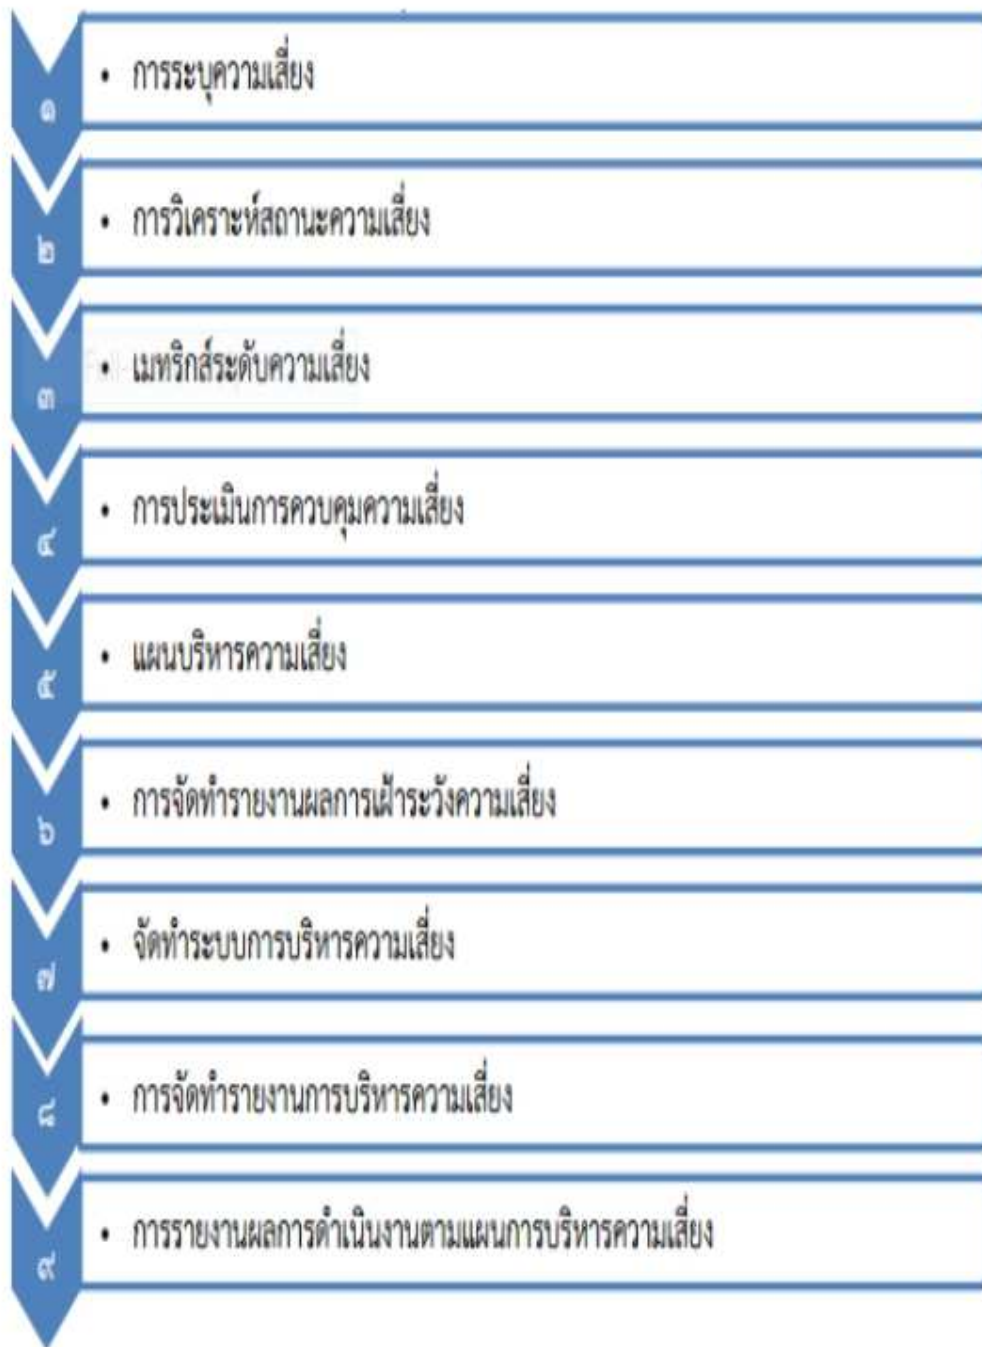 ๑
• การระบุความเสี่ยง
๒
• การวิเคราะห์สถานะความเสี่ยง
๓
• เมทริกส์ระดับความเสี่ยง
๔
• การประเมินการควบคุมความเสี่ยง
๕
• แผนบริหารความเสี่ยง
๖
• การจัดทำรายงานผลการเฝ้าระวังความเสี่ยง
๗
• จัดทำระบบการบริหารความเสี่ยง
๘
• การจัดทำรายงานการบริหารความเสี่ยง
๙
• การรายงานผลการดำเนินงานตามแผนการบริหารความเสี่ยง